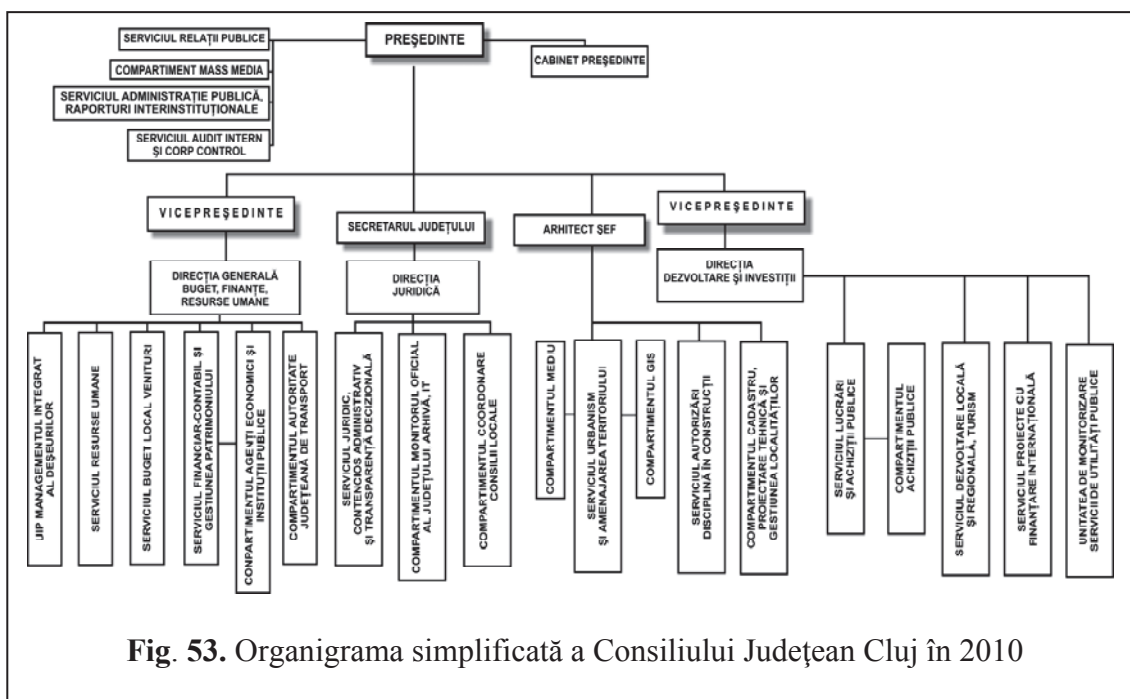 SERVICIUL RELAȚII PUBLICE
PREȘEDINTE
CABINET PREȘEDINTE
COMPARTIMENT MASS MEDIA
SERVICIUL ADMINISTRAȚIE PUBLICĂ,
RAPORTURI INTERINSTITUȚIONALE
SERVICIUL AUDIT INTERN
ȘI CORP CONTROL
VICEPREȘEDINTE
SECRETARUL JUDEȚULUI
ARHITECT ȘEF
VICEPREȘEDINTE
DIRECȚIA GENERALĂ
BUGET, FINANȚE,
RESURSE UMANE
DIRECȚIA
JURIDICĂ
DIRECȚIA
DEZVOLTARE ȘI INVESTIȚII
UIP MANAGEMENTUL INTEGRAT
AL DEȘEURILOR
SERVICIUL RESURSE UMANE
SERVICIUL BUGET LOCAL VENITURI
SERVICIUL FINANCIAR-CONTABIL ȘI
GESTIUNEA PATRIMONIULUI
CONPARTIMENTUL AGENȚI ECONOMICI ȘI
INSTITUȚII PUBLICE
COMPARTIMENTUL AUTORITATE
JUDEȚEANĂ DE TRANSPORT
SERVICIUL JURIDIC,
CONTENCIOS ADMINISTRATIV
ȘI TRANSPARENȚĂ DECIZIONALĂ
COMPARTIMENTUL MONITORUL OFICIAL
AL JUDEȚULUI ARHIVĂ, IT
COMPARTIMENTUL COORDONARE
CONSILII LOCALE
COMPARTIMENTUL MEDIU
SERVICIUL URBANISM
ȘI AMENAJAREA TERITORIULUI
COMPARTIMENTUL GIS
SERVICIUL AUTORIZĂRI
DISCIPLINĂ ÎN CONSTRUCȚII
COMPARTIMENTUL CADASTRU,
PROIECTARE TEHNICĂ ȘI
GESTIUNEA LOCALITĂȚILOR
SERVICIUL LUCRĂRI
ȘI ACHIZIȚII PUBLICE
COMPARTIMENTUL
ACHIZIȚII PUBLICE
SERVICIUL DEZVOLTARE LOCALĂ
ȘI REGIONALĂ, TURISM
SERVICIUL PROIECTE CU
FINANȚARE INTERNAȚIONALĂ
UNITATEA DE MONITORIZARE
SERVICII DE UTILITĂȚI PUBLICE
Fig. 53. Organigrama simplificată a Consiliului Judeţean Cluj în 2010